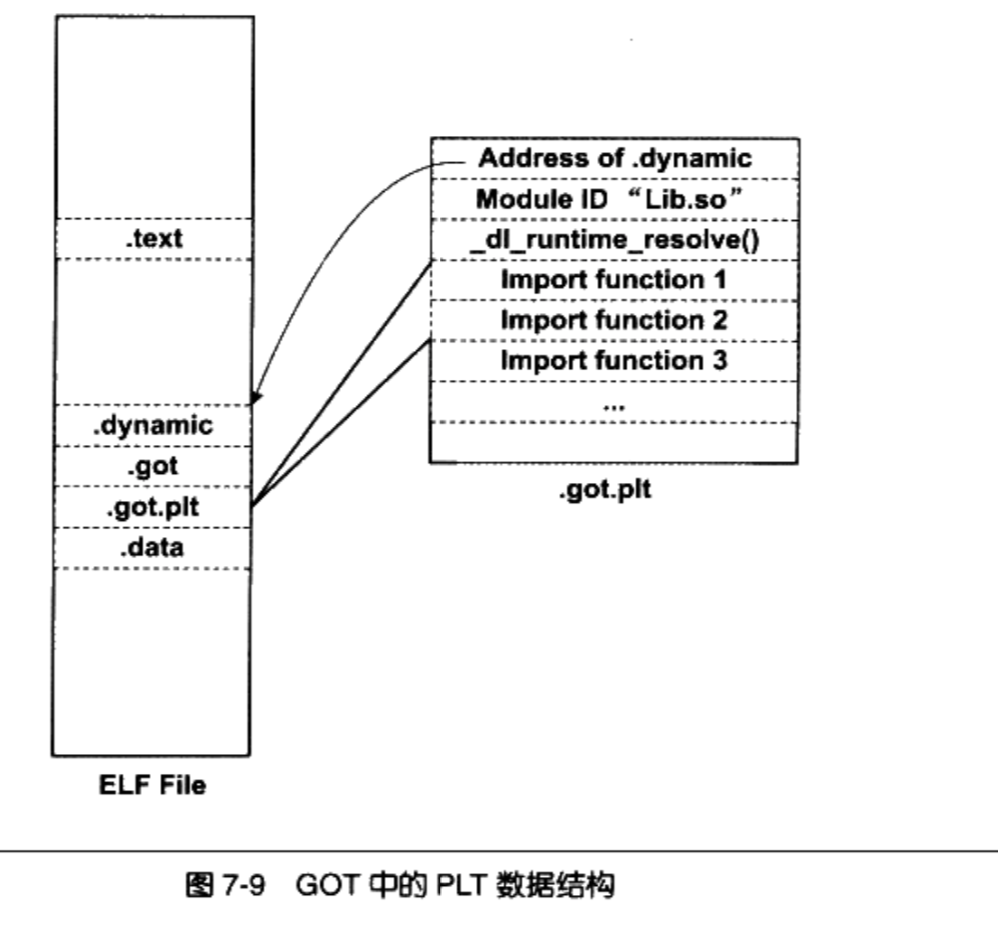 .text
.dynamic
.got
.got.plt
.data
ELF File
Address of .dynamic
Module ID “Lib.so”
_dl_runtime_resolve()
Import function 1
Import function 2
Import function 3
...
.got.plt
图 7-9 GOT 中的 PLT 数据结构